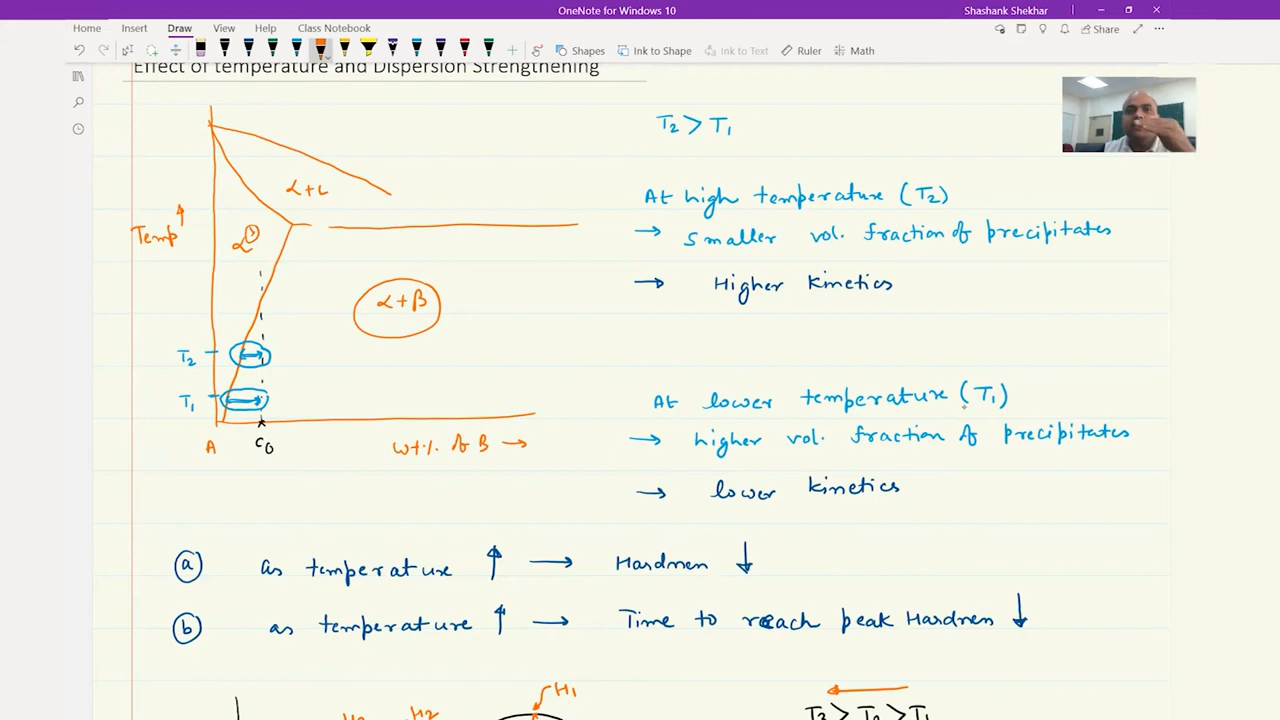 OneNote for Windows 10
Shashank Shekhar
Home Insert Draw View Help Class Notebook
Share
Shapes Ink to Shape Ink to Text Ruler Math
Effect of temperature and Dispersion Strengthening
T2 > T1
α+L
At high temperature (T2)
Temp ↑
α
→ smaller vol. fraction of precipitates
→ Higher kinetics
α+β
T2
T1
At lower temperature (T1)
→ higher vol. fraction of precipitates
A
C0
wt% of B →
→ lower kinetics
(a) as temperature ↑ → Hardness ↓
(b) as temperature ↑ → Time to reach peak Hardness ↓
H1
H2
T3 > T2 > T1